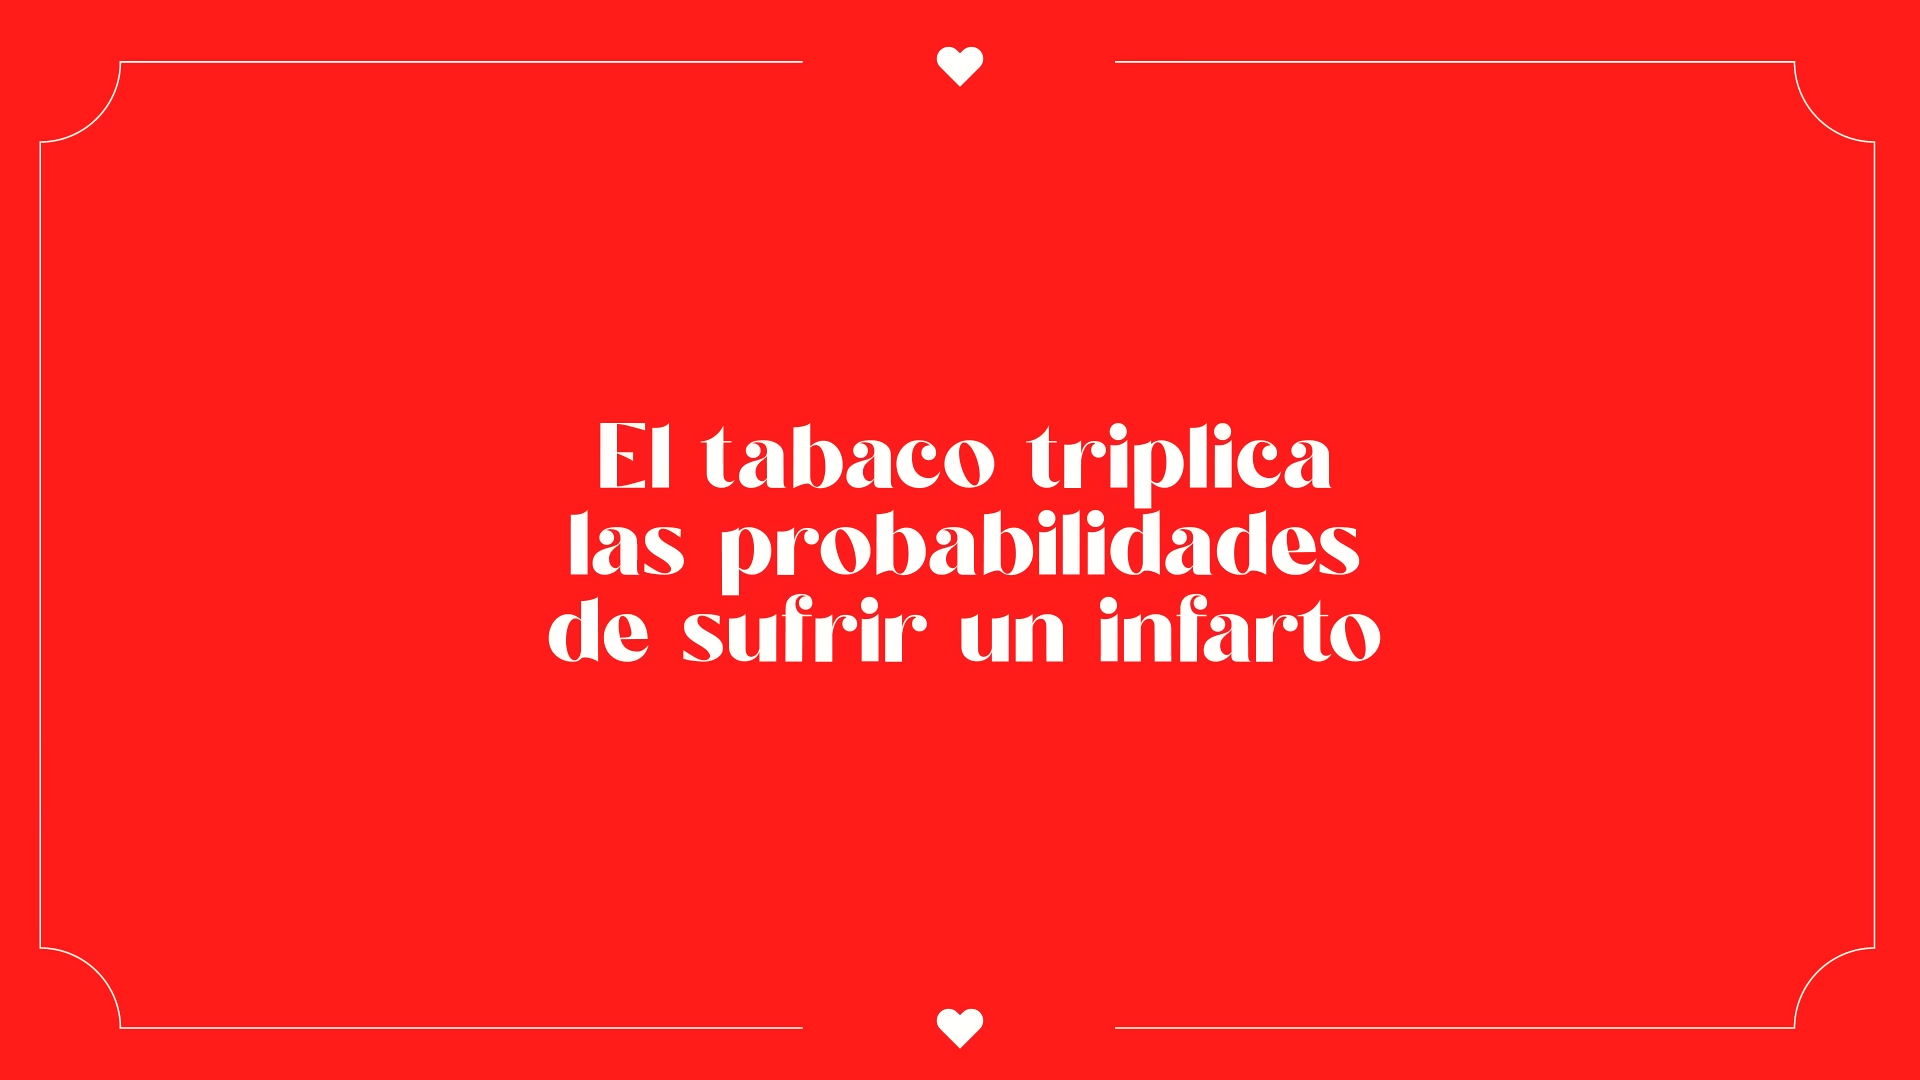 El tabaco triplica
las probabilidades
de sufrir un infarto